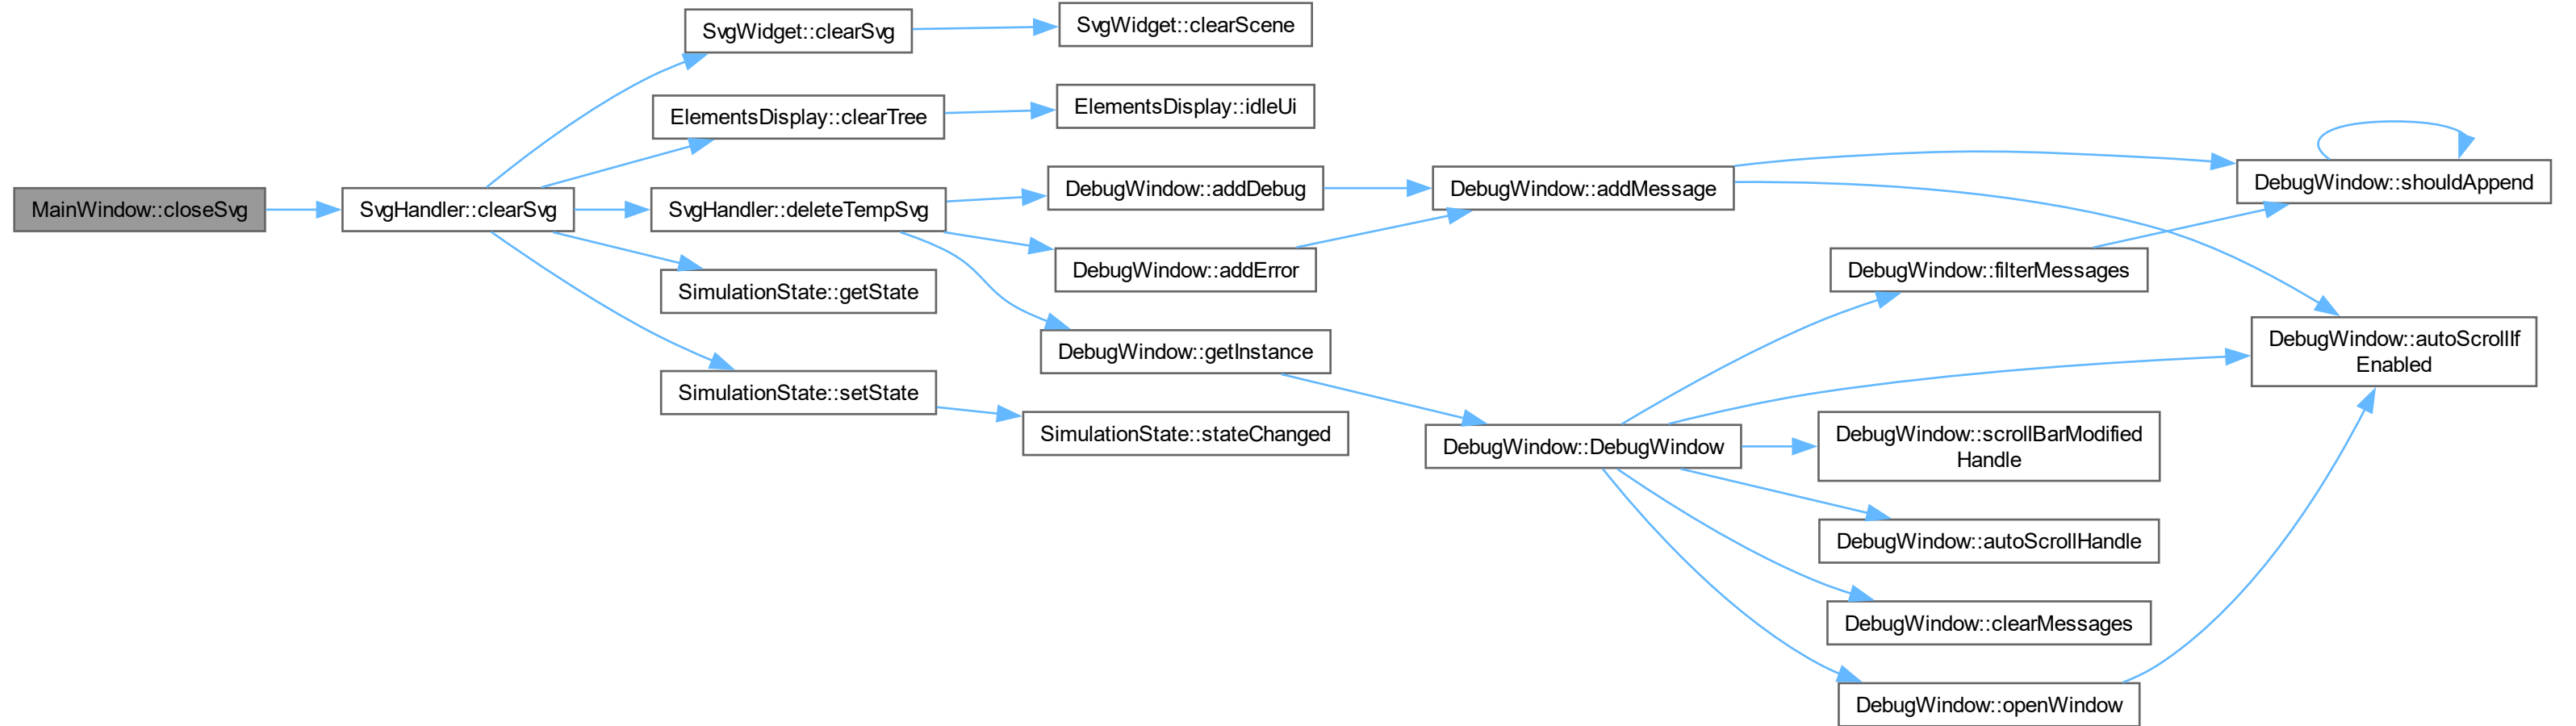 MainWindow::closeSvg
SvgHandler::clearSvg
SvgWidget::clearSvg
SvgWidget::clearScene
ElementsDisplay::clearTree
ElementsDisplay::idleUi
SvgHandler::deleteTempSvg
DebugWindow::addDebug
DebugWindow::addMessage
DebugWindow::shouldAppend
DebugWindow::addError
DebugWindow::getInstance
DebugWindow::DebugWindow
DebugWindow::filterMessages
DebugWindow::autoScrollIf
Enabled
DebugWindow::scrollBarModified
Handle
DebugWindow::autoScrollHandle
DebugWindow::clearMessages
DebugWindow::openWindow
SimulationState::getState
SimulationState::setState
SimulationState::stateChanged